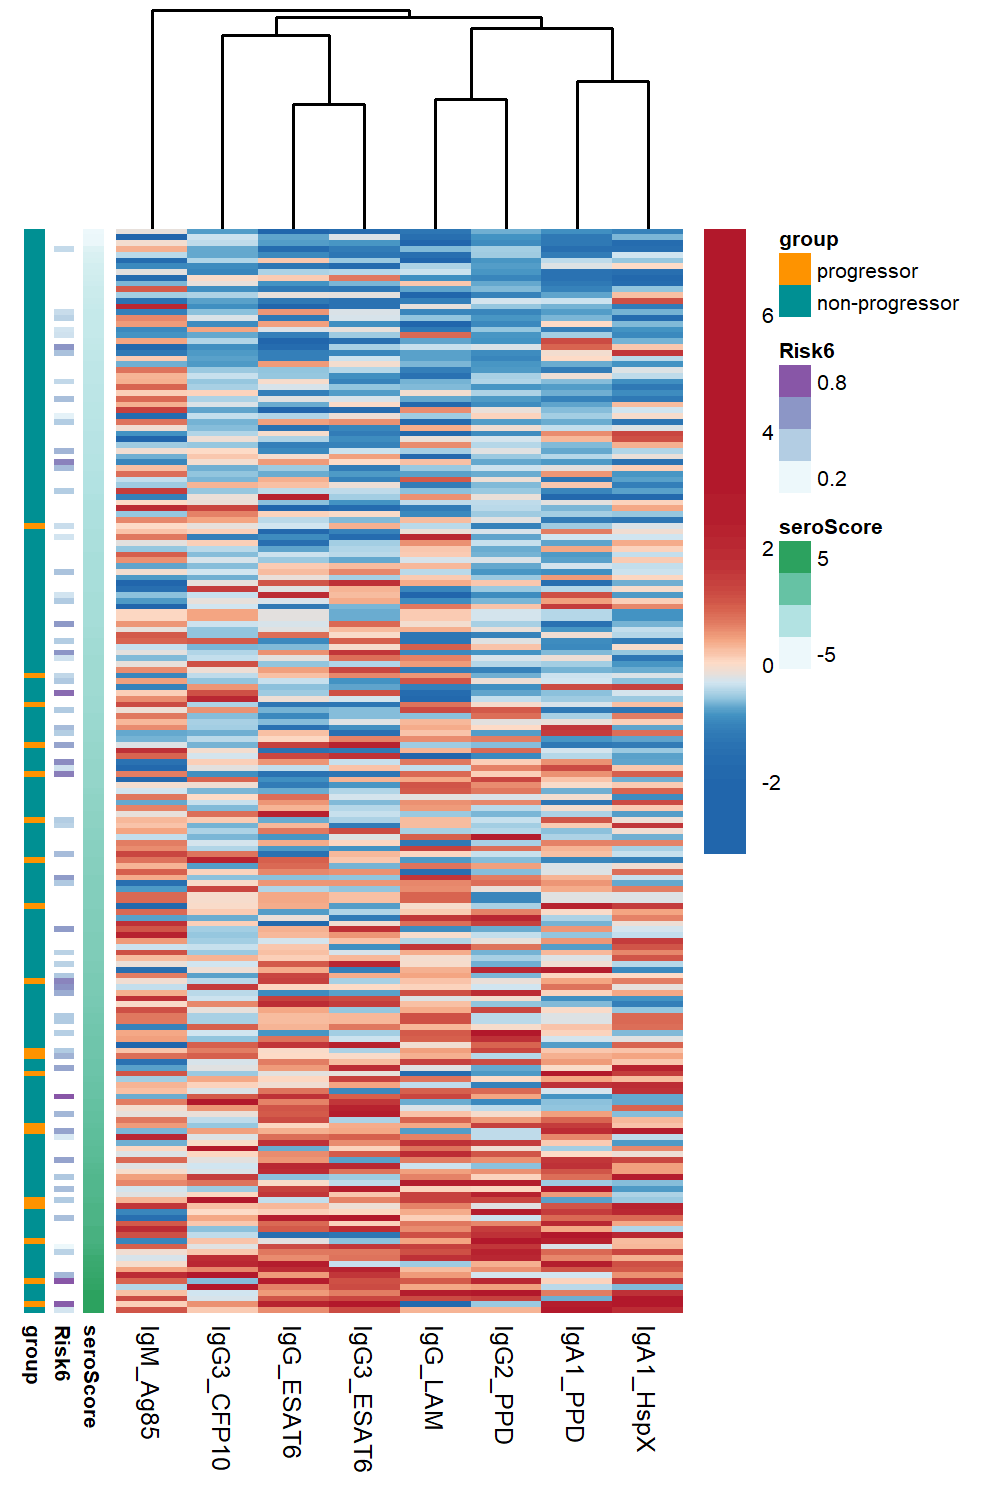 group
progressor
non-progressor
Risk6
0.8
0.2
seroScore
5
-5
6
4
2
0
-2
group
Risk6
seroScore
IgM_Ag85
IgG3_CFP10
IgG_ESAT6
IgG3_ESAT6
IgG_LAM
IgG2_PPD
IgA1_PPD
IgA1_HspX